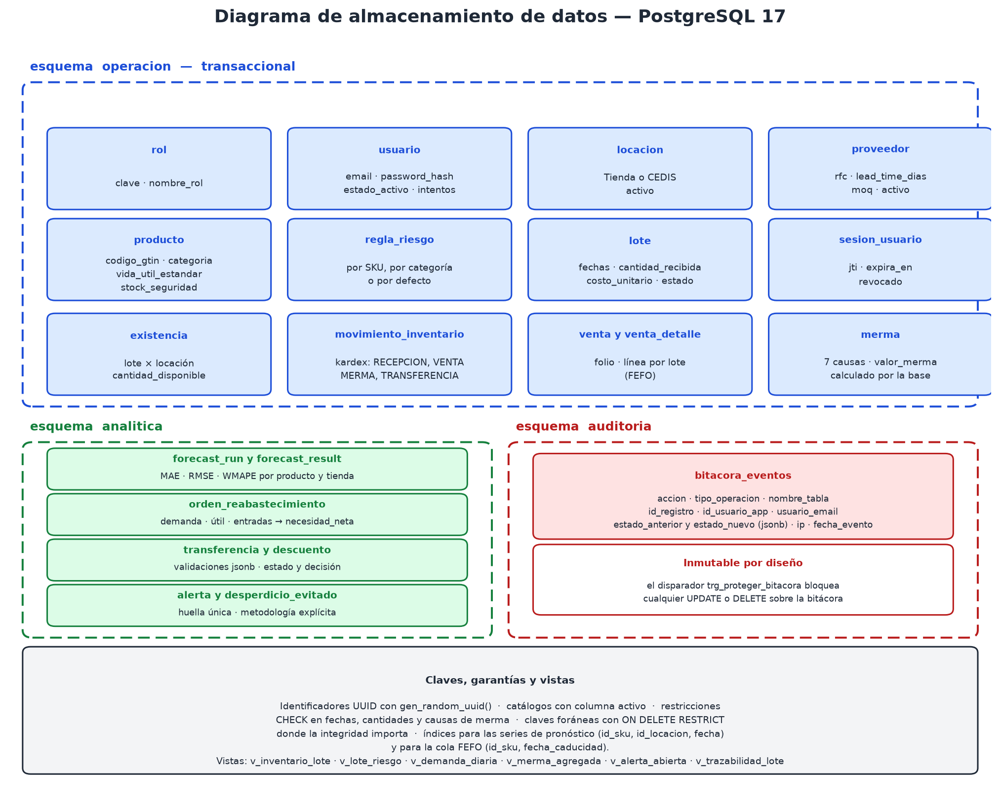 Diagrama de almacenamiento de datos — PostgreSQL 17
esquema operacion — transaccional
rol
clave · nombre_rol
usuario
email · password_hash
estado_activo · intentos
locacion
Tienda o CEDIS
activo
proveedor
rfc · lead_time_dias
moq · activo
producto
codigo_gtin · categoria
vida_util_estandar
stock_seguridad
regla_riesgo
por SKU, por categoría
o por defecto
lote
fechas · cantidad_recibida
costo_unitario · estado
sesion_usuario
jti · expira_en
revocado
existencia
lote × locación
cantidad_disponible
movimiento_inventario
kardex: RECEPCION, VENTA
MERMA, TRANSFERENCIA
venta y venta_detalle
folio · línea por lote
(FEFO)
merma
7 causas · valor_merma
calculado por la base
esquema analitica
forecast_run y forecast_result
MAE · RMSE · WMAPE por producto y tienda
orden_reabastecimiento
demanda · útil · entradas → necesidad_neta
transferencia y descuento
validaciones jsonb · estado y decisión
alerta y desperdicio_evitado
huella única · metodología explícita
esquema auditoria
bitacora_eventos
accion · tipo_operacion · nombre_tabla
id_registro · id_usuario_app · usuario_email
estado_anterior y estado_nuevo (jsonb) · ip · fecha_evento
Inmutable por diseño
el disparador trg_proteger_bitacora bloquea
cualquier UPDATE o DELETE sobre la bitácora
Claves, garantías y vistas
Identificadores UUID con gen_random_uuid() · catálogos con columna activo · restricciones
CHECK en fechas, cantidades y causas de merma · claves foráneas con ON DELETE RESTRICT
donde la integridad importa · índices para las series de pronóstico (id_sku, id_locacion, fecha)
y para la cola FEFO (id_sku, fecha_caducidad).
Vistas: v_inventario_lote · v_lote_riesgo · v_demanda_diaria · v_merma_agregada · v_alerta_abierta · v_trazabilidad_lote